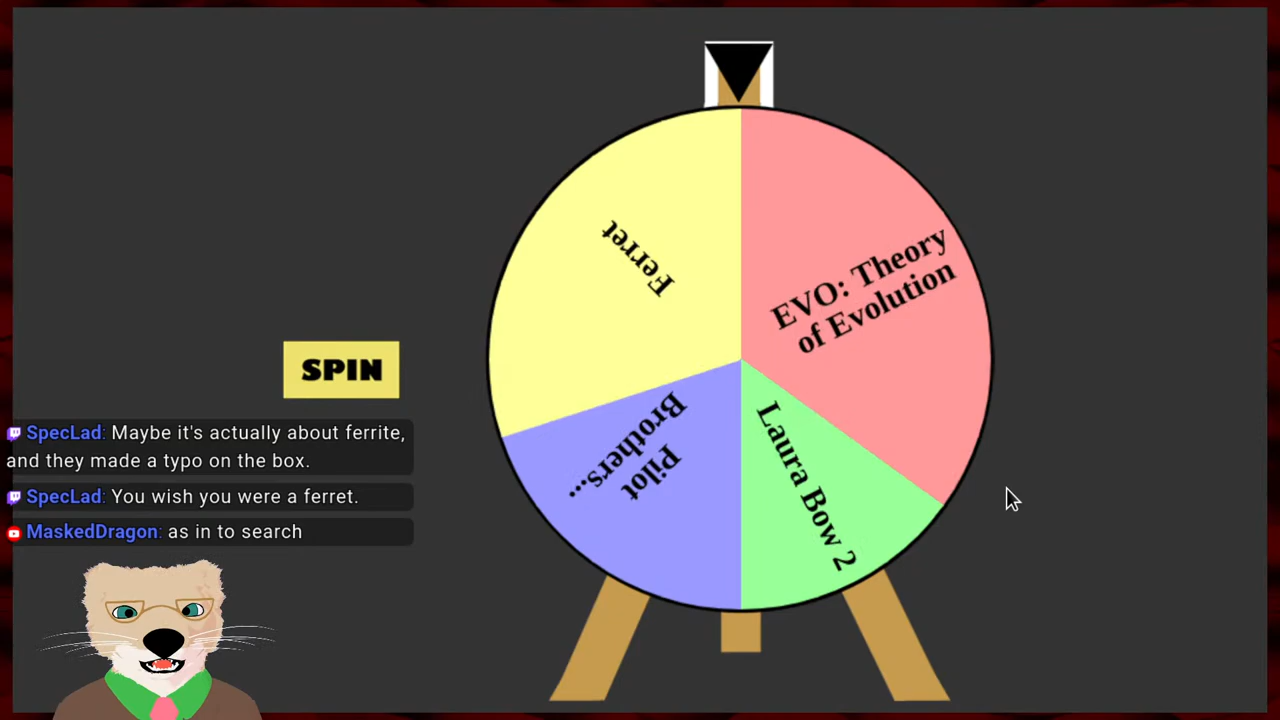 Ferret
EVO: Theory
of Evolution
SPIN
Pilot
Brothers...
Laura Bow 2
SpecLad: Maybe it's actually about ferrite,
and they made a typo on the box.
SpecLad: You wish you were a ferret.
MaskedDragon: as in to search